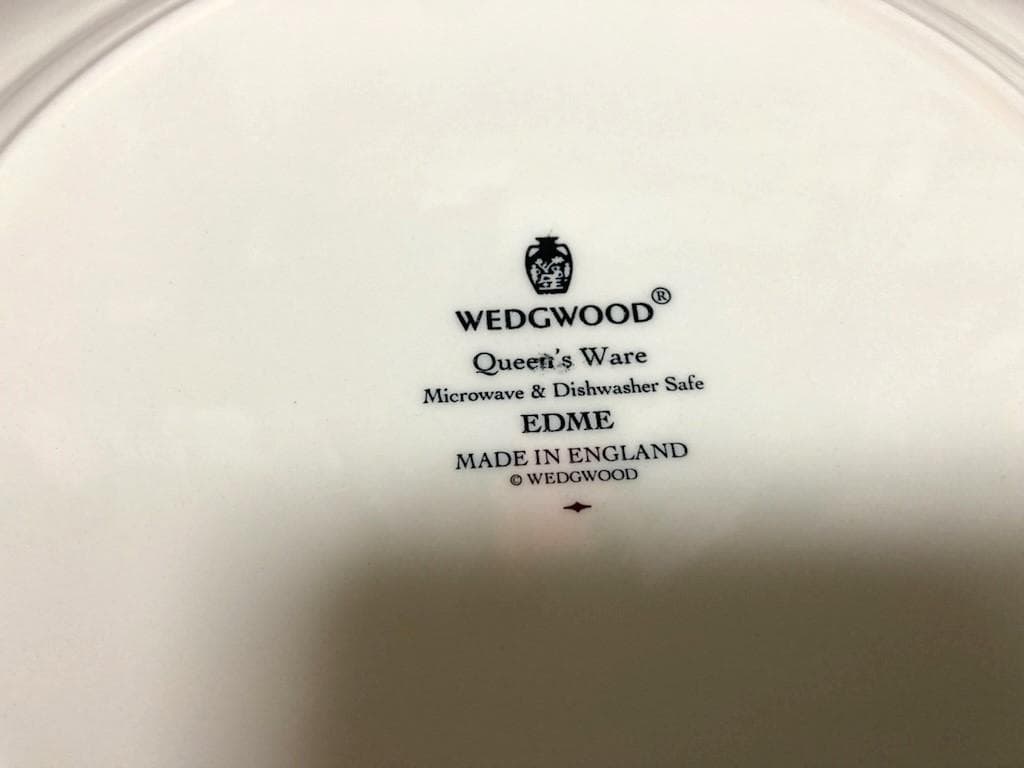 WEDGWOOD®
Queen's Ware
Microwave & Dishwasher Safe
EDME
MADE IN ENGLAND
© WEDGWOOD